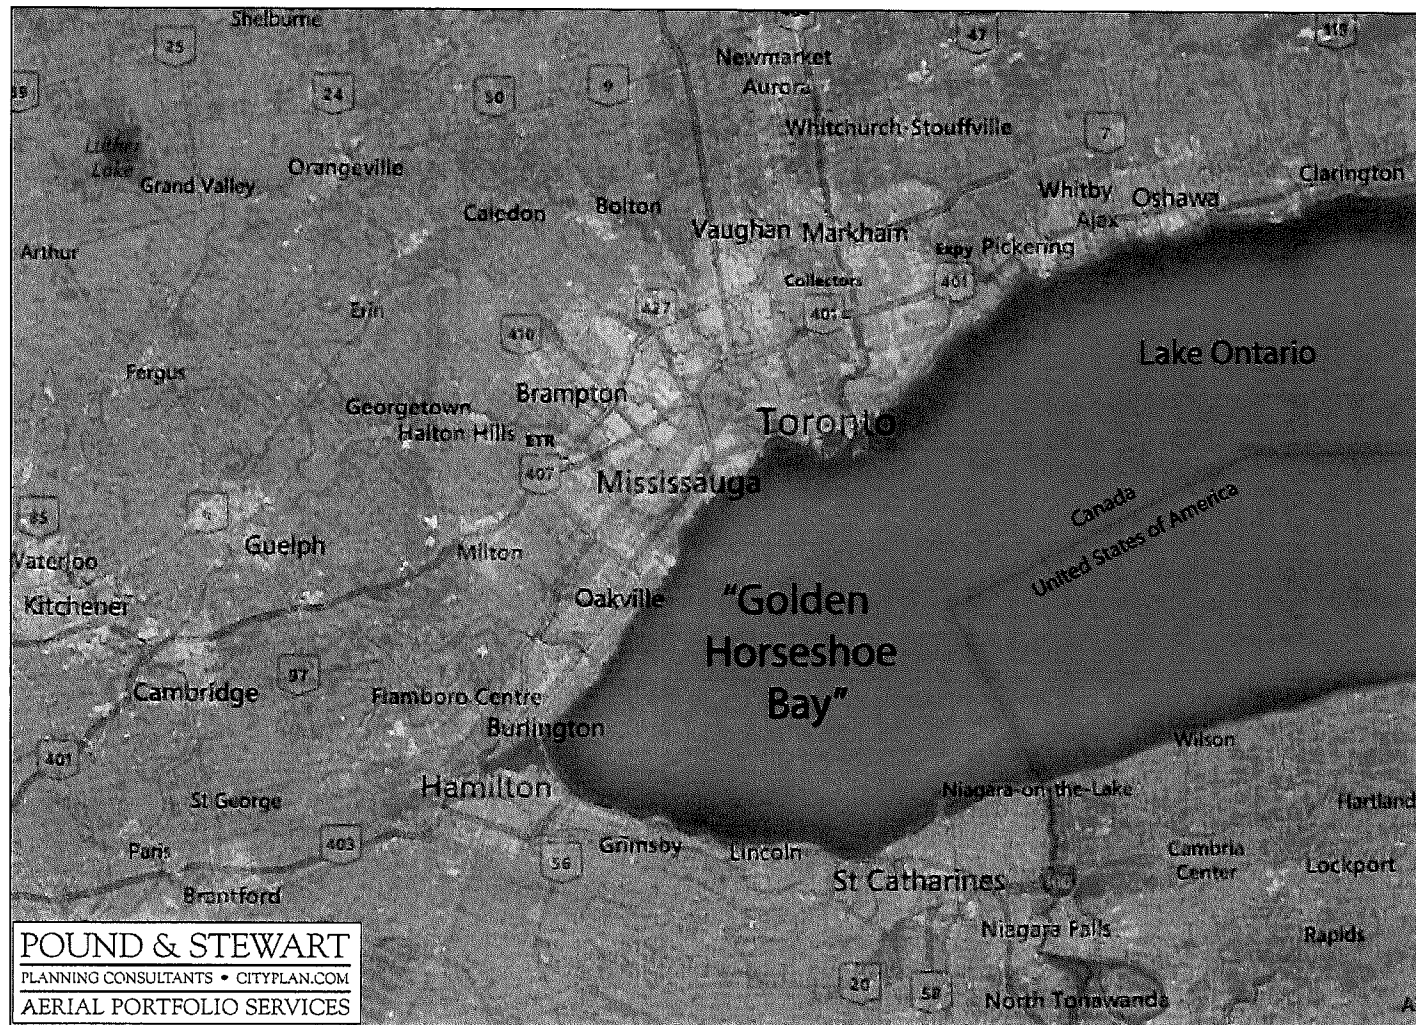 Shelburne
25
47
Newmarket
Aurora
24
50
9
Whitchurch-Stouffville
7
Luther
Lake
Grand Valley
Orangeville
Clarington
Whitby
Oshawa
Ajax
Caledon
Bolton
Vaughan
Markham
Expy
Pickering
Arthur
Collectors
401
401
427
410
Erin
Lake Ontario
Fergus
Brampton
Georgetown
Halton Hills
ETR
407
Toronto
Mississauga
85
Guelph
Milton
Waterloo
Kitchener
Canada
United States of America
Oakville
"Golden
Horseshoe
Bay"
97
Cambridge
Flamboro Centre
Burlington
401
Hamilton
St George
Wilson
Niagara-on-the-Lake
Hartland
Paris
403
56
Grimsby
Lincoln
Cambria
Center
Lockport
Brantford
St Catharines
Niagara Falls
Rapids
20
58
North Tonawanda
POUND & STEWART
PLANNING CONSULTANTS • CITYPLAN.COM
AERIAL PORTFOLIO SERVICES